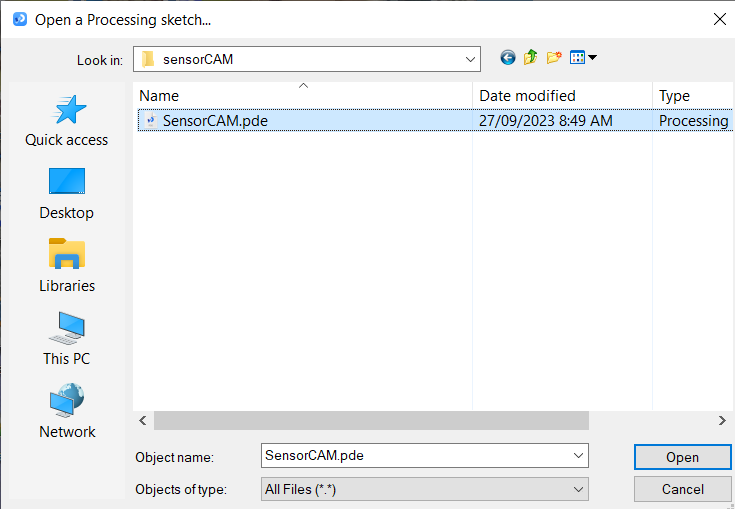 Open a Processing sketch...
Look in: sensorCAM
Name Date modified Type
SensorCAM.pde 27/09/2023 8:49 AM Processing
Quick access
Desktop
Libraries
This PC
Network
Object name: SensorCAM.pde Open
Objects of type: All Files (*.*) Cancel